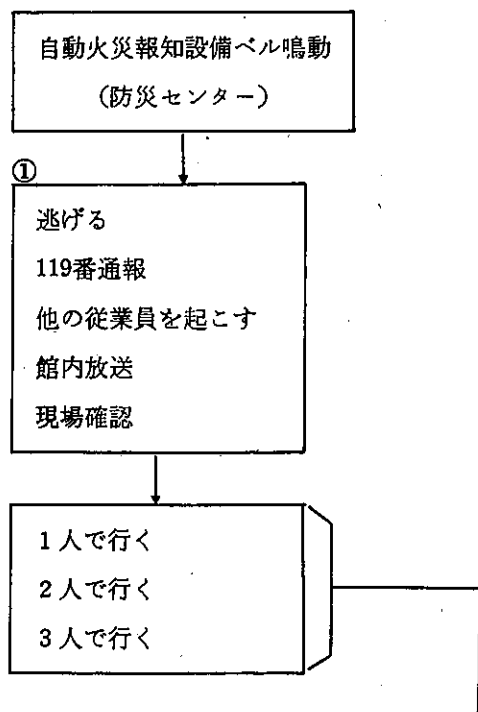 自動火災報知設備ベル鳴動
(防災センター)
①
逃げる
119番通報
他の従業員を起こす
館内放送
現場確認
1人で行く
2人で行く
3人で行く